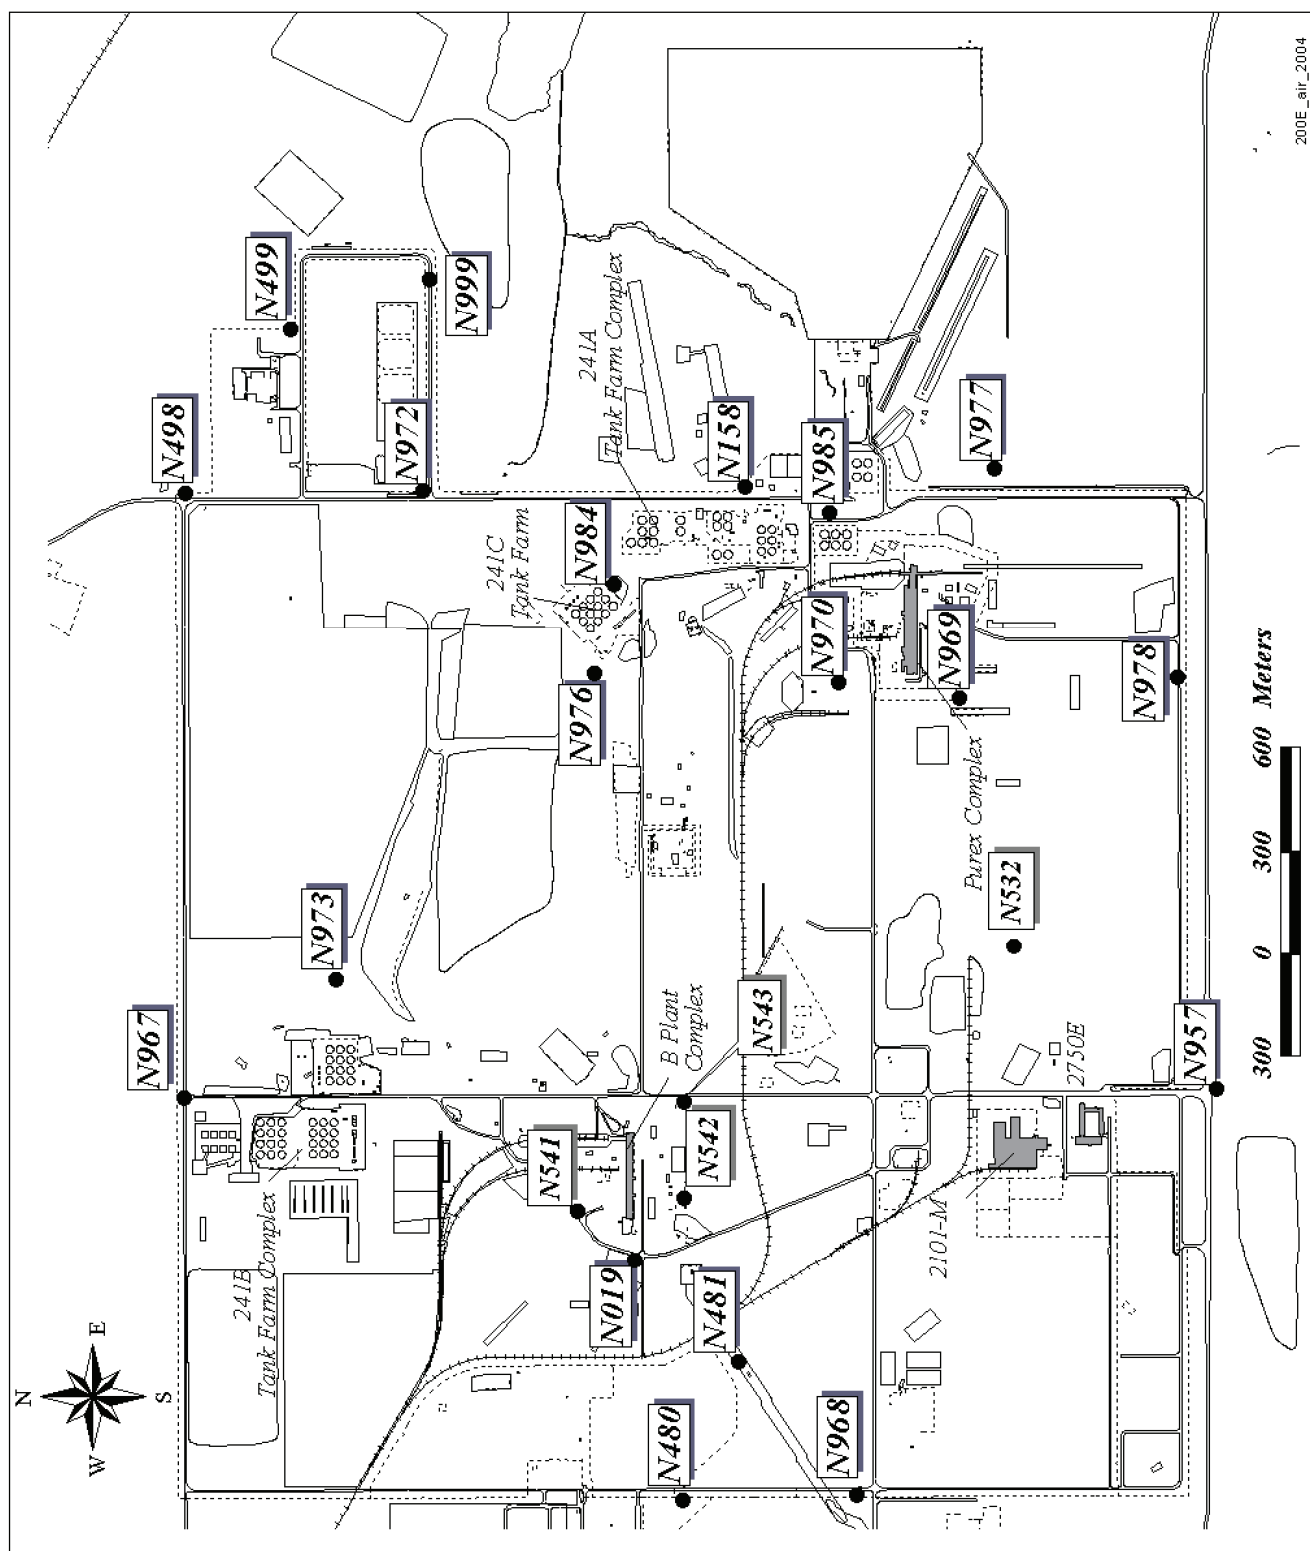 200E_air_2004
N499
N999
N498
N972
241A
Tank Farm Complex
N158
N985
N977
241C
Tank Farm
N984
N976
N970
N969
N978
Purex Complex
N973
N532
N967
B Plant
Complex
N543
2750E
N957
N541
N542
241B
Tank Farm Complex
N019
N481
2101-M
N480
N968
N
E
S
W
300 0 300 600 Meters